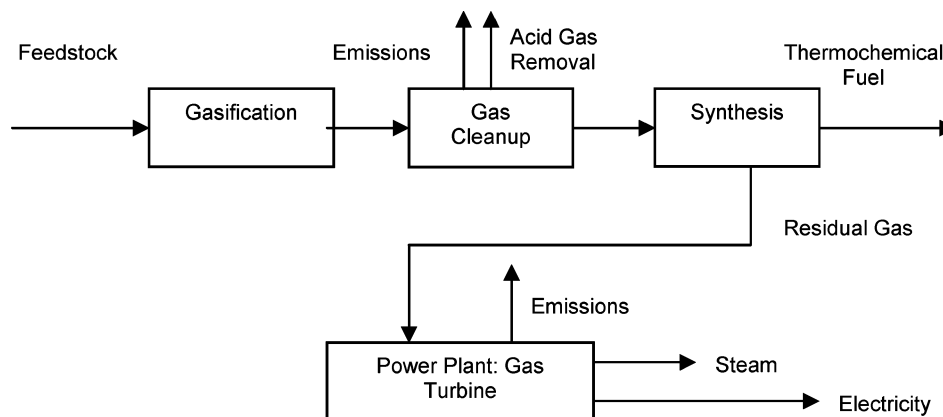 Feedstock
Emissions
Acid Gas
Removal
Thermochemical
Fuel
Gasification
Gas
Cleanup
Synthesis
Residual Gas
Emissions
Power Plant: Gas
Turbine
Steam
Electricity